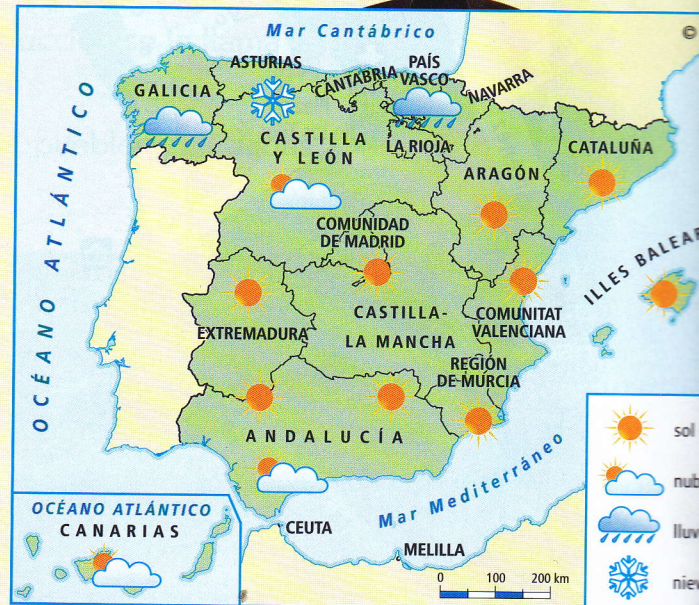 Mar Cantábrico
©
ASTURIAS
CANTABRIA
PAÍS
VASCO
NAVARRA
GALICIA
CASTILLA
Y LEÓN
LA RIOJA
ARAGÓN
CATALUÑA
OCÉANO ATLÁNTICO
COMUNIDAD
DE MADRID
ILLES BALEAR
EXTREMADURA
CASTILLA-
LA MANCHA
COMUNITAT
VALENCIANA
REGIÓN
DE MURCIA
ANDALUCÍA
Mar Mediterráneo
sol
nub
lluv
niev
OCÉANO ATLÁNTICO
CANARIAS
CEUTA
MELILLA
0 100 200 km